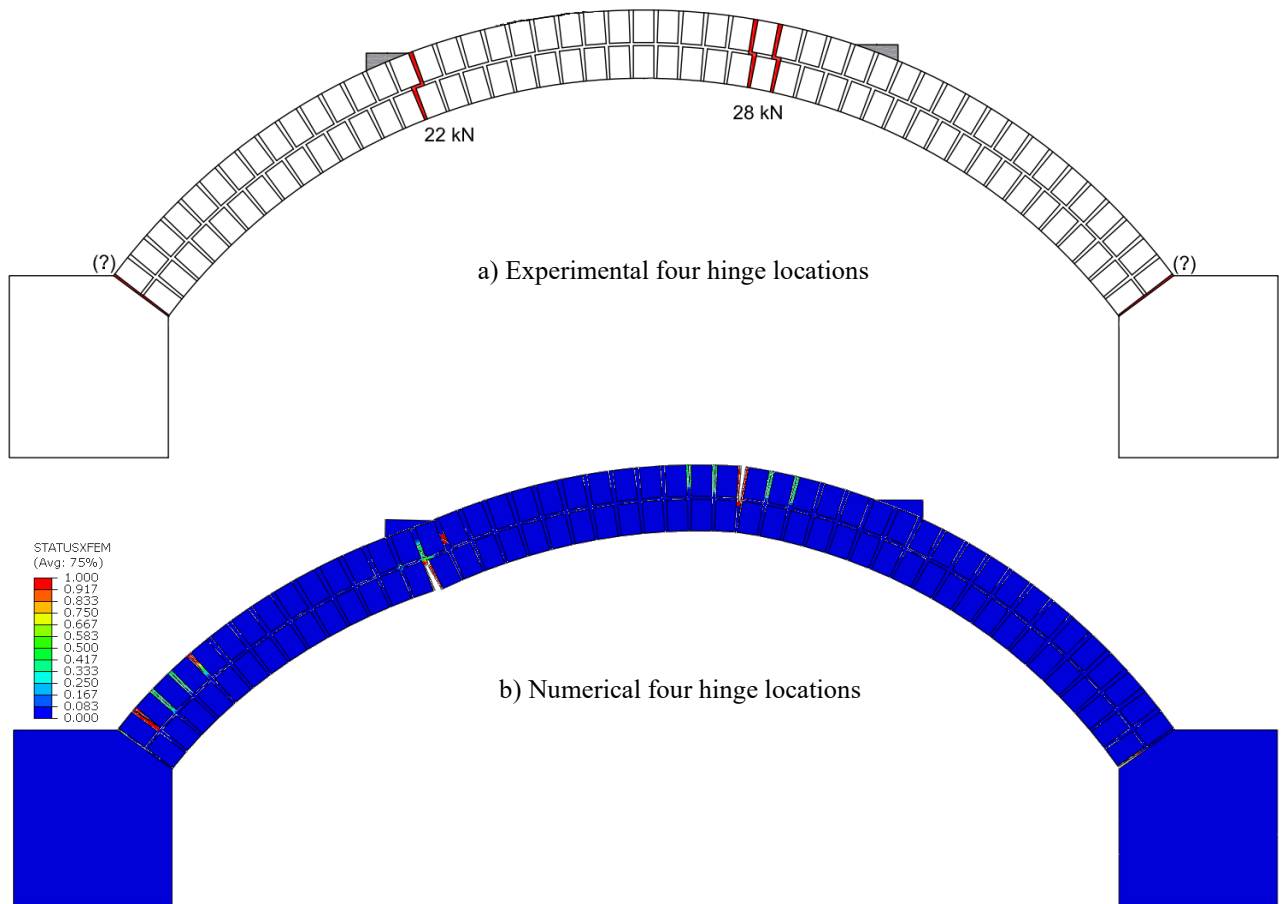 22 kN
28 kN
(?)
(?)
a) Experimental four hinge locations
STATUSXFEM
(Avg: 75%)
1.000
0.917
0.833
0.750
0.667
0.583
0.500
0.417
0.333
0.250
0.167
0.083
0.000
b) Numerical four hinge locations